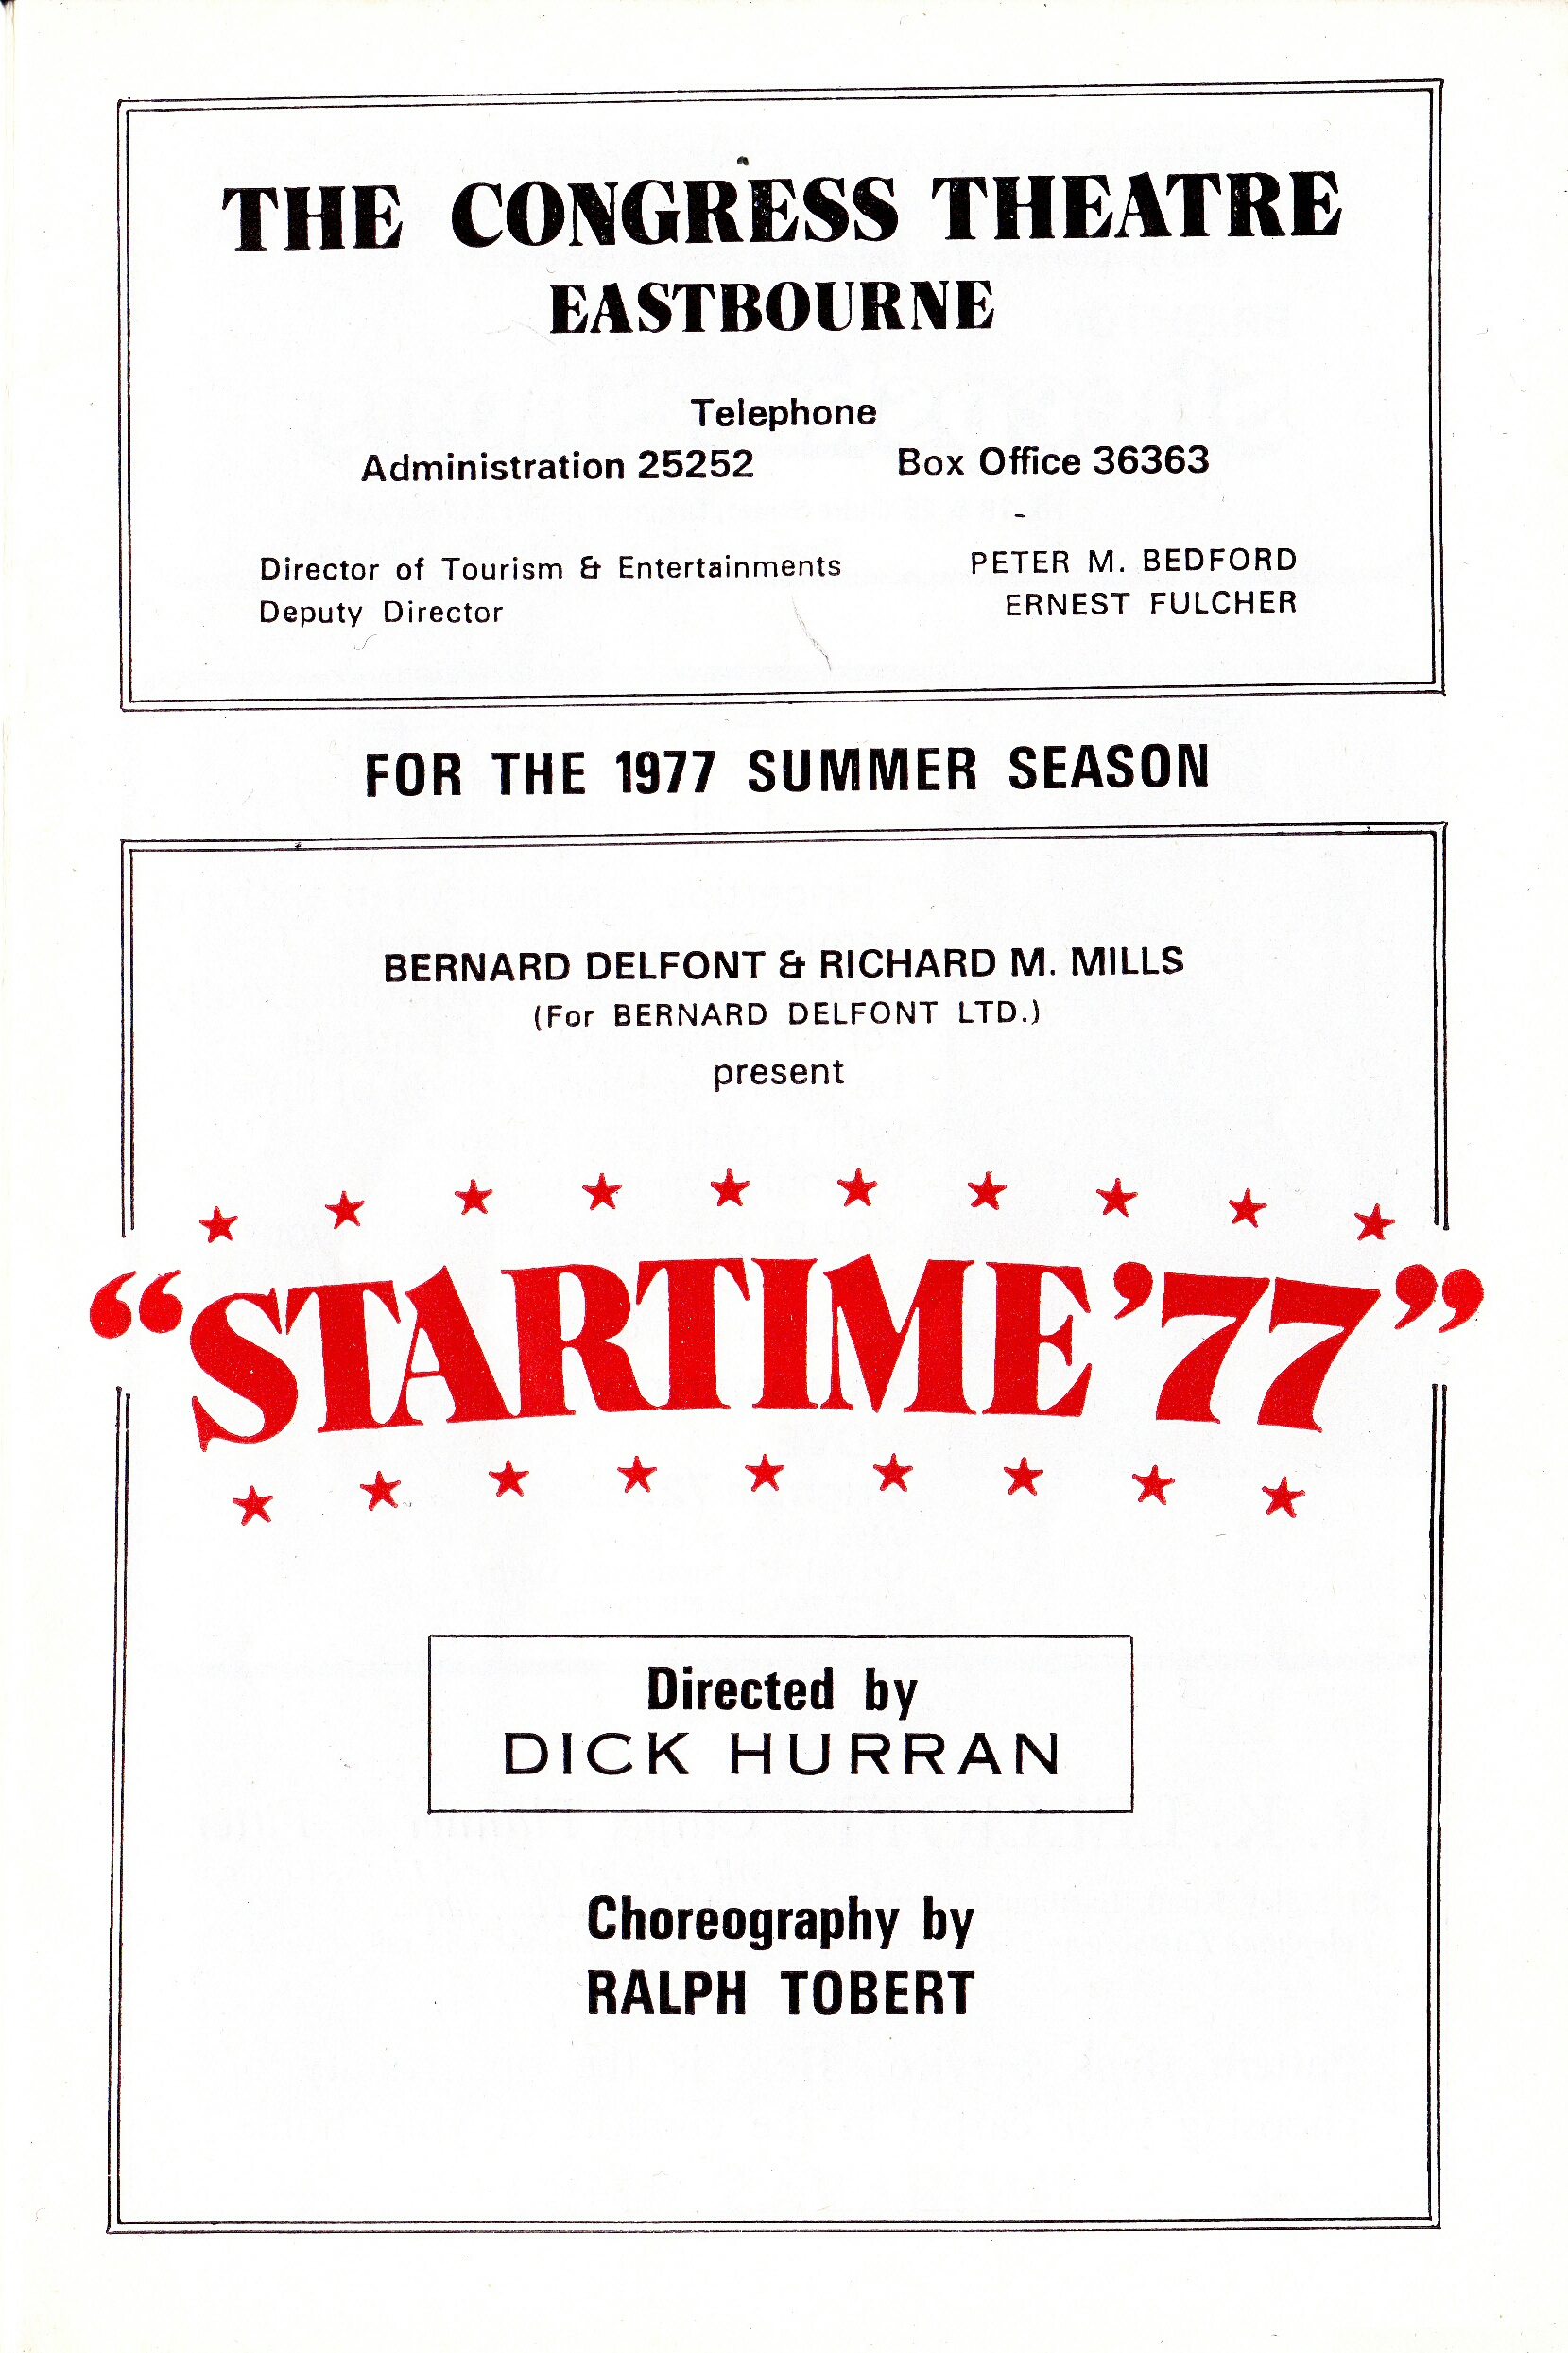 THE CONGRESS THEATRE
EASTBOURNE
Telephone
Administration 25252 Box Office 36363
Director of Tourism & Entertainments PETER M. BEDFORD
Deputy Director ERNEST FULCHER
FOR THE 1977 SUMMER SEASON
BERNARD DELFONT & RICHARD M. MILLS
(For BERNARD DELFONT LTD.)
present
“STARTIME ’77”
Directed by
DICK HURRAN
Choreography by
RALPH TOBERT